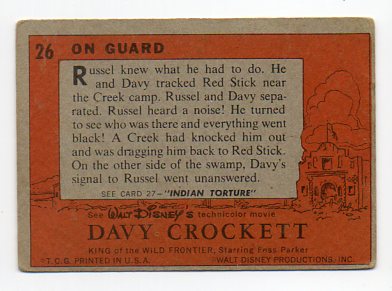 26 ON GUARD
Russel knew what he had to do. He
and Davy tracked Red Stick near
the Creek camp. Russel and Davy sepa-
rated. Russel heard a noise! He turned
to see who was there and everything went
black! A Creek had knocked him out
and was dragging him back to Red Stick.
On the other side of the swamp, Davy's
signal to Russel went unanswered.
SEE CARD 27—"INDIAN TORTURE"
See WALT DISNEY'S technicolor movie
DAVY CROCKETT
KING of the WILD FRONTIER, Starring Fess Parker
*T.C.G. PRINTED IN U.S.A. ©WALT DISNEY PRODUCTIONS, INC.